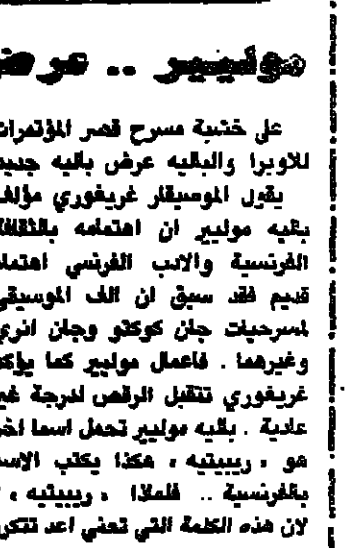 موليير .. عرض
على خشبة مسرح قصر المؤتمرات
للاوبرا والباليه عرض باليه جديد
يقول الموسيقار غريغوري مؤلف
باليه موليير ان اهتمامه بالثقافة
الفرنسية والادب الفرنسي اهتمام
قديم فقد سبق ان الف الموسيقى
لمسرحيات جان كوكتو وجان انري
وغيرهما . فاعمال موليير كما يؤكد
غريغوري تتقبل الرقص لدرجة غير
عادية . باليه موليير تحمل اسما اخر
هو « ريبيتيه » هكذا يكتب الاسم
بالفرنسية .. فلماذا « ريبيتيه » ؟
لان هذه الكلمة التي تعني اعد تتكرر